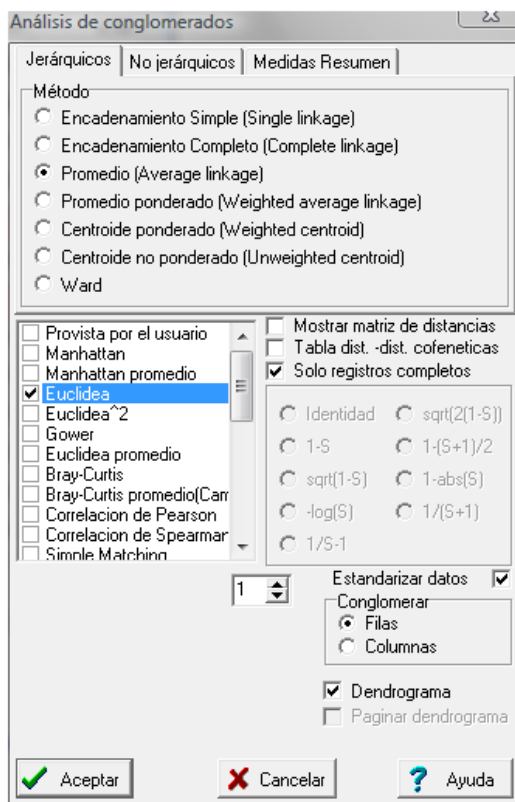 Análisis de conglomerados
Jerárquicos No jerárquicos Medidas Resumen
Método
Encadenamiento Simple (Single linkage)
Encadenamiento Completo (Complete linkage)
Promedio (Average linkage)
Promedio ponderado (Weighted average linkage)
Centroide ponderado (Weighted centroid)
Centroide no ponderado (Unweighted centroid)
Ward
Provista por el usuario
Manhattan
Manhattan promedio
Euclidea
Euclidea^2
Gower
Euclidea promedio
Bray-Curtis
Bray-Curtis promedio(Cam
Correlacion de Pearson
Correlacion de Spearmar
Simple Matching
Mostrar matriz de distancias
Tabla dist. -dist. cofeneticas
Solo registros completos
Identidad sqrt(2(1-S))
1-S 1-(S+1)/2
sqrt(1-S) 1-abs(S)
-log(S) 1/(S+1)
1/S-1
1
Estandarizar datos
Conglomerar
Filas
Columnas
Dendrograma
Paginar dendrograma
Aceptar Cancelar Ayuda